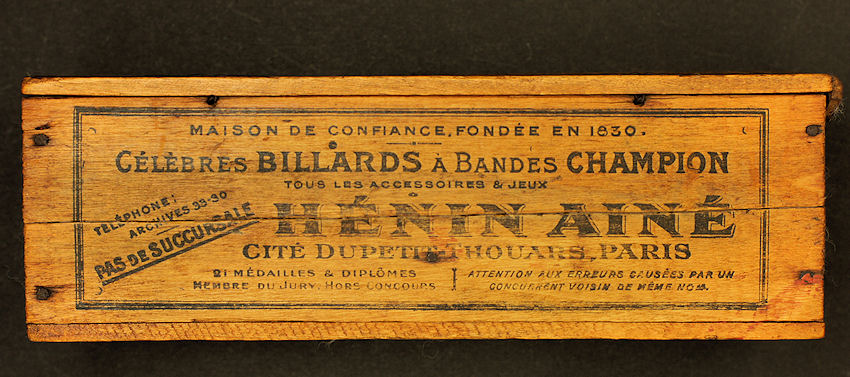 MAISON DE CONFIANCE, FONDÉE EN 1830.
CÉLÈBRES BILLARDS À BANDES CHAMPION
TOUS LES ACCESSOIRES & JEUX
TÉLÉPHONE:
ARCHIVES 93-30
PAS DE SUCCURSALE
HÉNIN AINÉ
CITÉ DUPETIT-THOUARS, PARIS
21 MÉDAILLES & DIPLÔMES
MEMBRE DU JURY, HORS CONCOURS
ATTENTION AUX ERREURS CAUSÉES PAR UN
CONCURRENT VOISIN DE MÊME NOM.